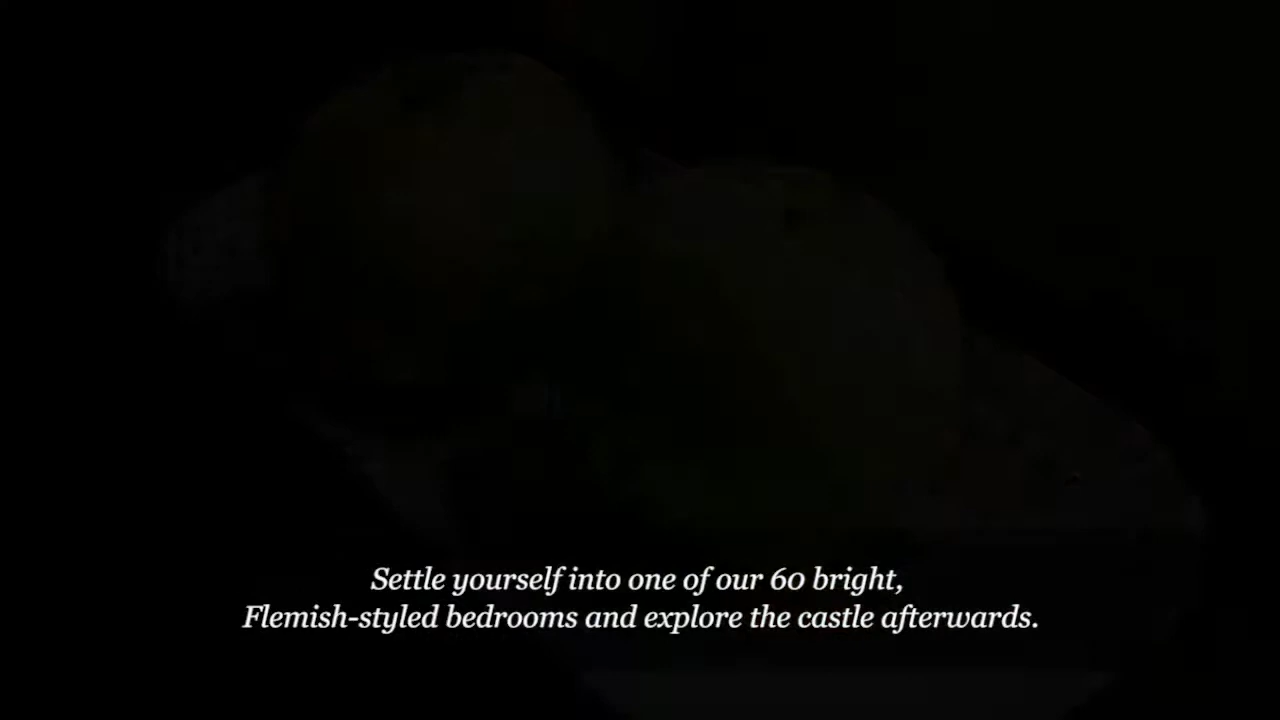 Settle yourself into one of our 60 bright,
Flemish-styled bedrooms and explore the castle afterwards.